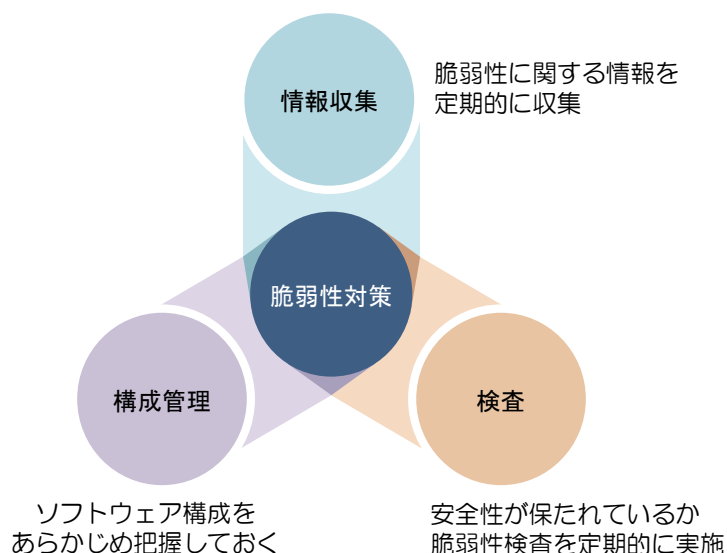 情報収集
脆弱性に関する情報を
定期的に収集
脆弱性対策
構成管理
検査
ソフトウェア構成を
あらかじめ把握しておく
安全性が保たれているか
脆弱性検査を定期的に実施